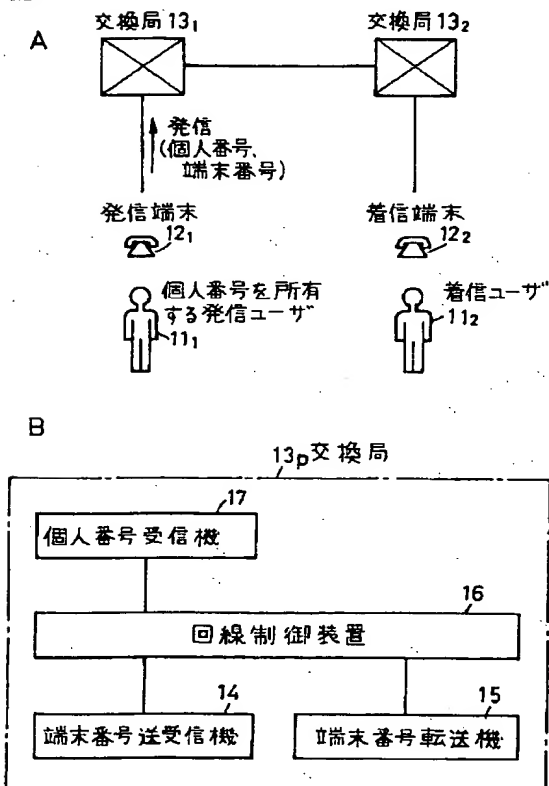 A
交換局 13₁
交換局 13₂
発信
(個人番号、
端末番号)
発信端末
12₁
着信端末
12₂
個人番号を所有
する発信ユーザ
11₁
着信ユーザ
11₂
B
13p 交換局
17
個人番号受信機
16
回線制御装置
14
端末番号送受信機
15
端末番号転送機